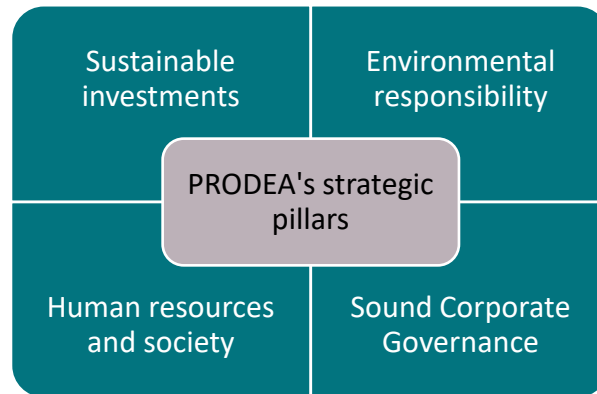 Sustainable
investments
Environmental
responsibility
PRODEA's strategic
pillars
Human resources
and society
Sound Corporate
Governance